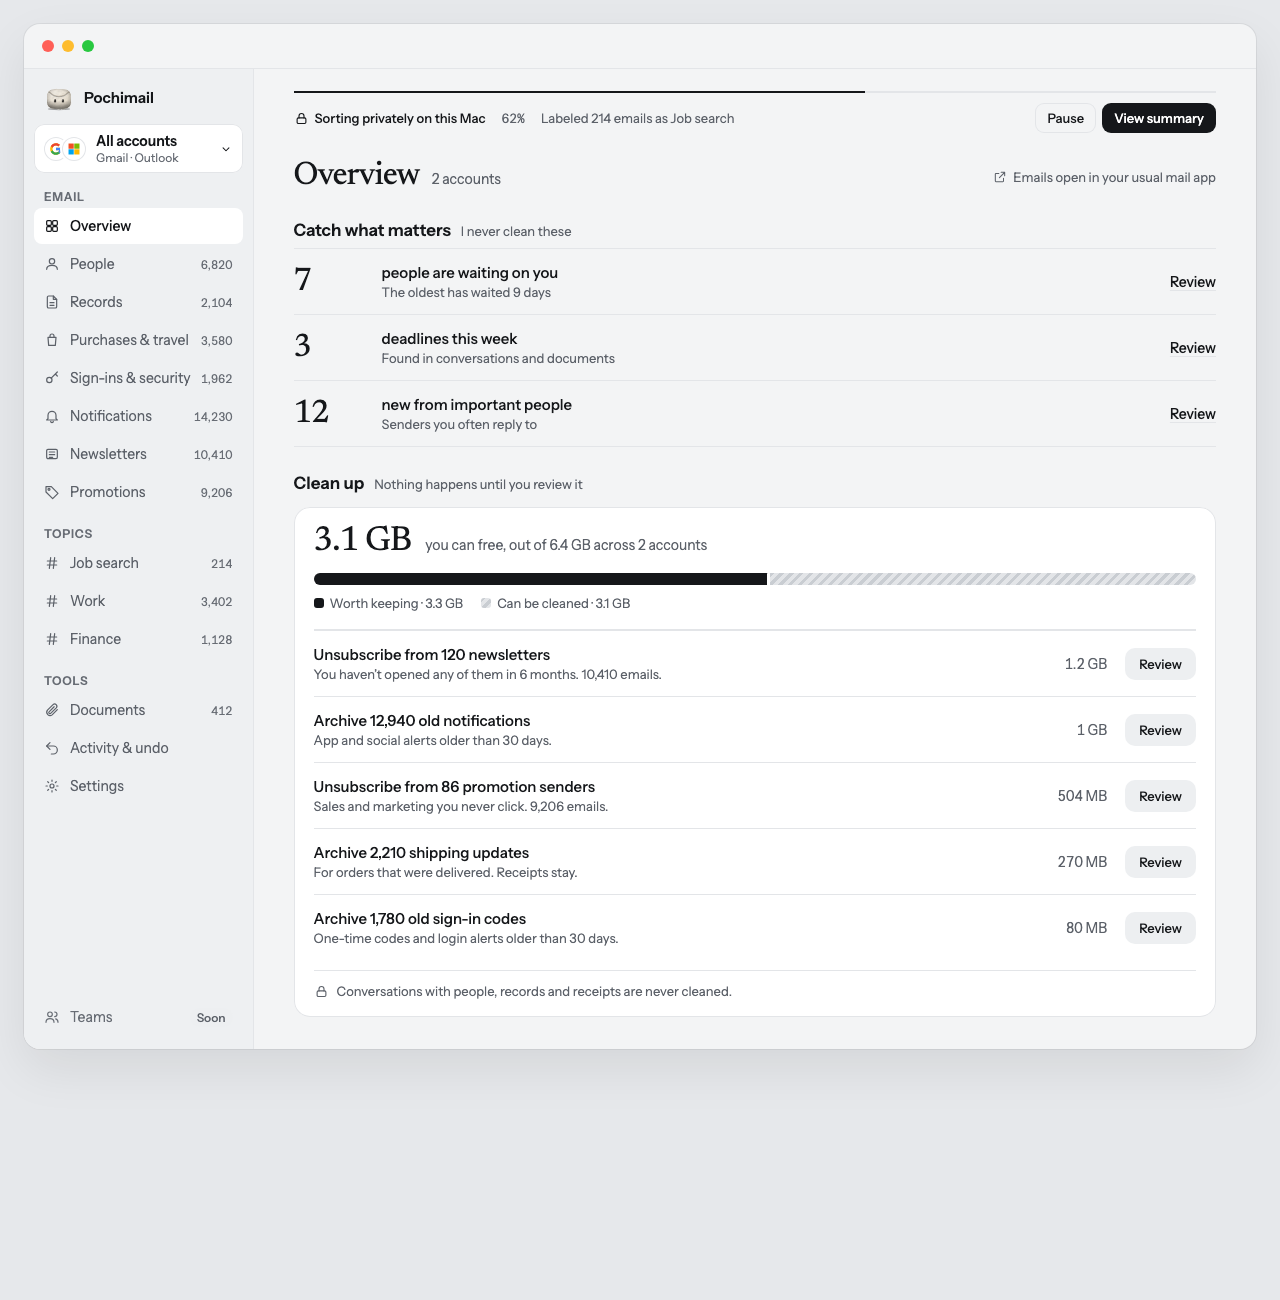 Pochimail
All accounts
Gmail · Outlook
EMAIL
Overview
People 6,820
Records 2,104
Purchases & travel 3,580
Sign-ins & security 1,962
Notifications 14,230
Newsletters 10,410
Promotions 9,206
TOPICS
Job search 214
Work 3,402
Finance 1,128
TOOLS
Documents 412
Activity & undo
Settings
Teams Soon
Sorting privately on this Mac 62% Labeled 214 emails as Job search Pause View summary
Overview 2 accounts Emails open in your usual mail app
Catch what matters I never clean these
7 people are waiting on you Review
The oldest has waited 9 days
3 deadlines this week Review
Found in conversations and documents
12 new from important people Review
Senders you often reply to
Clean up Nothing happens until you review it
3.1 GB you can free, out of 6.4 GB across 2 accounts
Worth keeping · 3.3 GB Can be cleaned · 3.1 GB
Unsubscribe from 120 newsletters 1.2 GB Review
You haven't opened any of them in 6 months. 10,410 emails.
Archive 12,940 old notifications 1 GB Review
App and social alerts older than 30 days.
Unsubscribe from 86 promotion senders 504 MB Review
Sales and marketing you never click. 9,206 emails.
Archive 2,210 shipping updates 270 MB Review
For orders that were delivered. Receipts stay.
Archive 1,780 old sign-in codes 80 MB Review
One-time codes and login alerts older than 30 days.
Conversations with people, records and receipts are never cleaned.